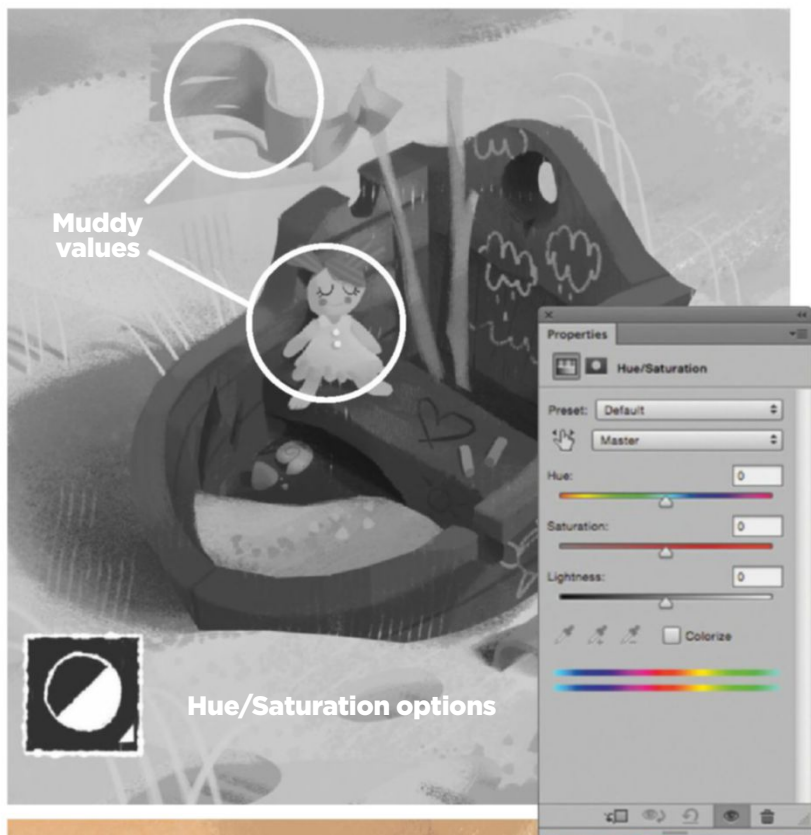 Muddy
values
Hue/Saturation options
Properties
Hue/Saturation
Preset: Default
Master
Hue: 0
Saturation: 0
Lightness: 0
Colorize